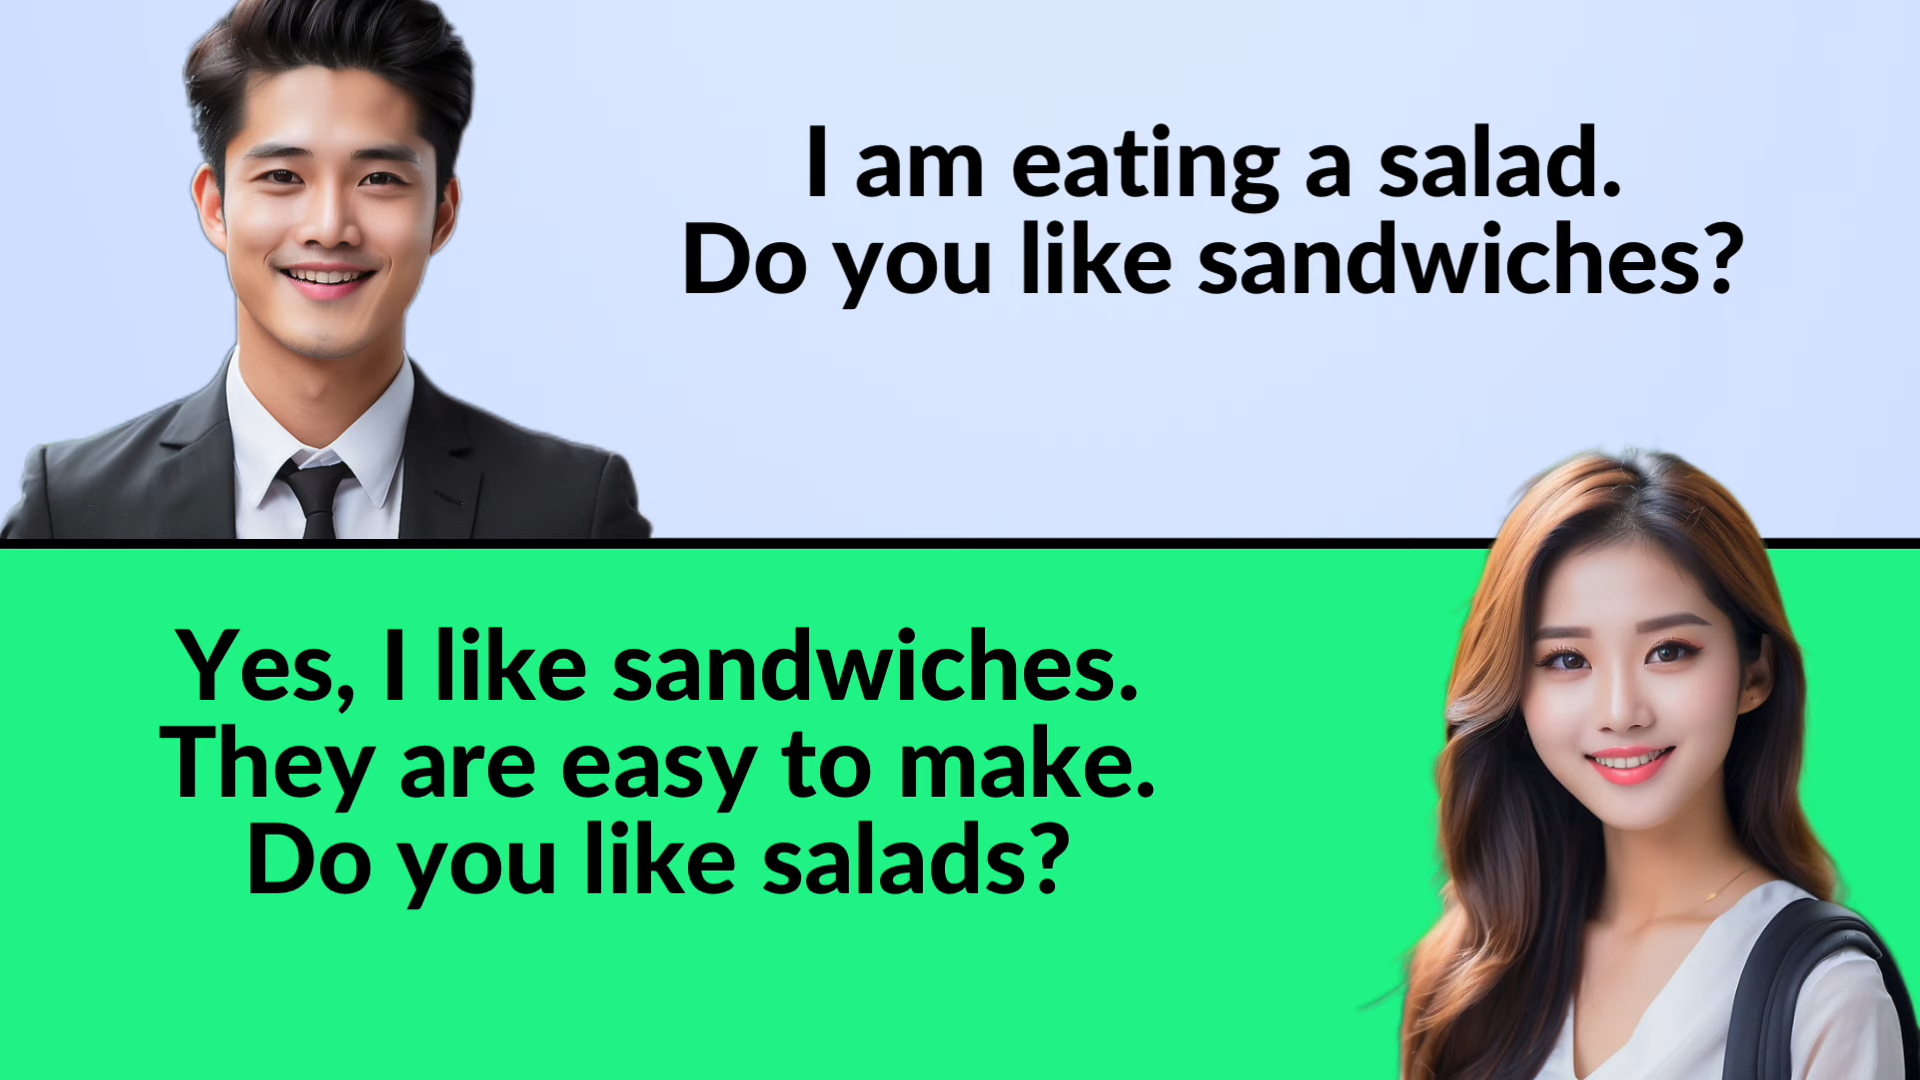 I am eating a salad.
Do you like sandwiches?
Yes, I like sandwiches.
They are easy to make.
Do you like salads?